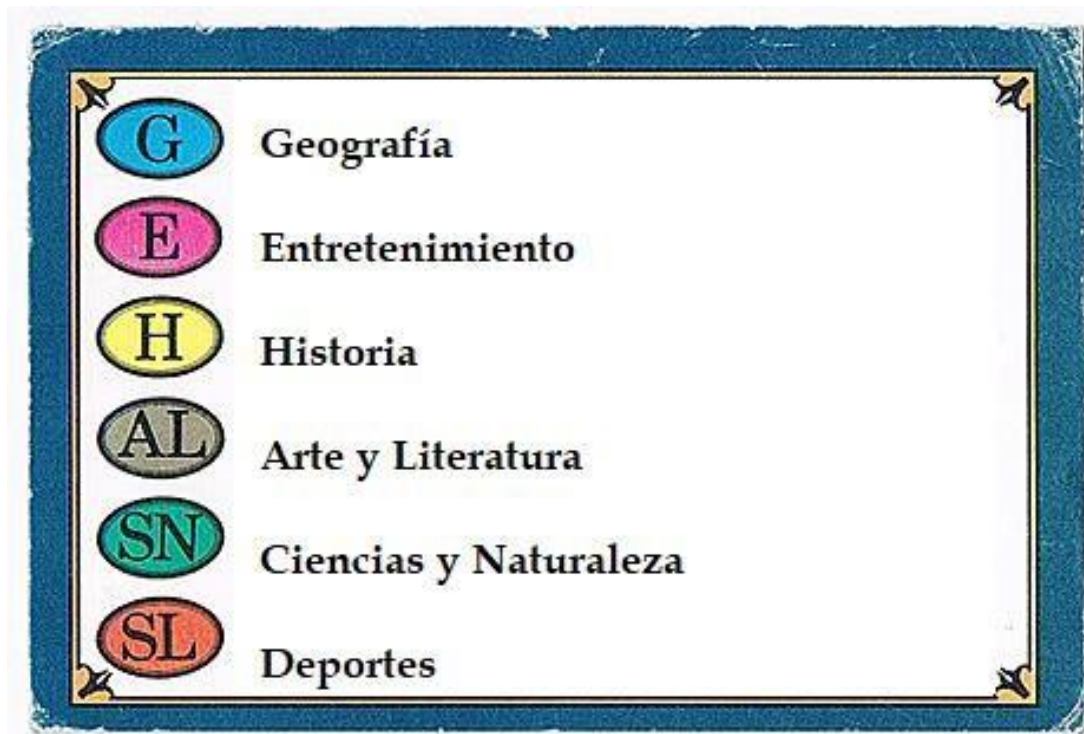 G Geografía
E Entretenimiento
H Historia
AL Arte y Literatura
SN Ciencias y Naturaleza
SL Deportes